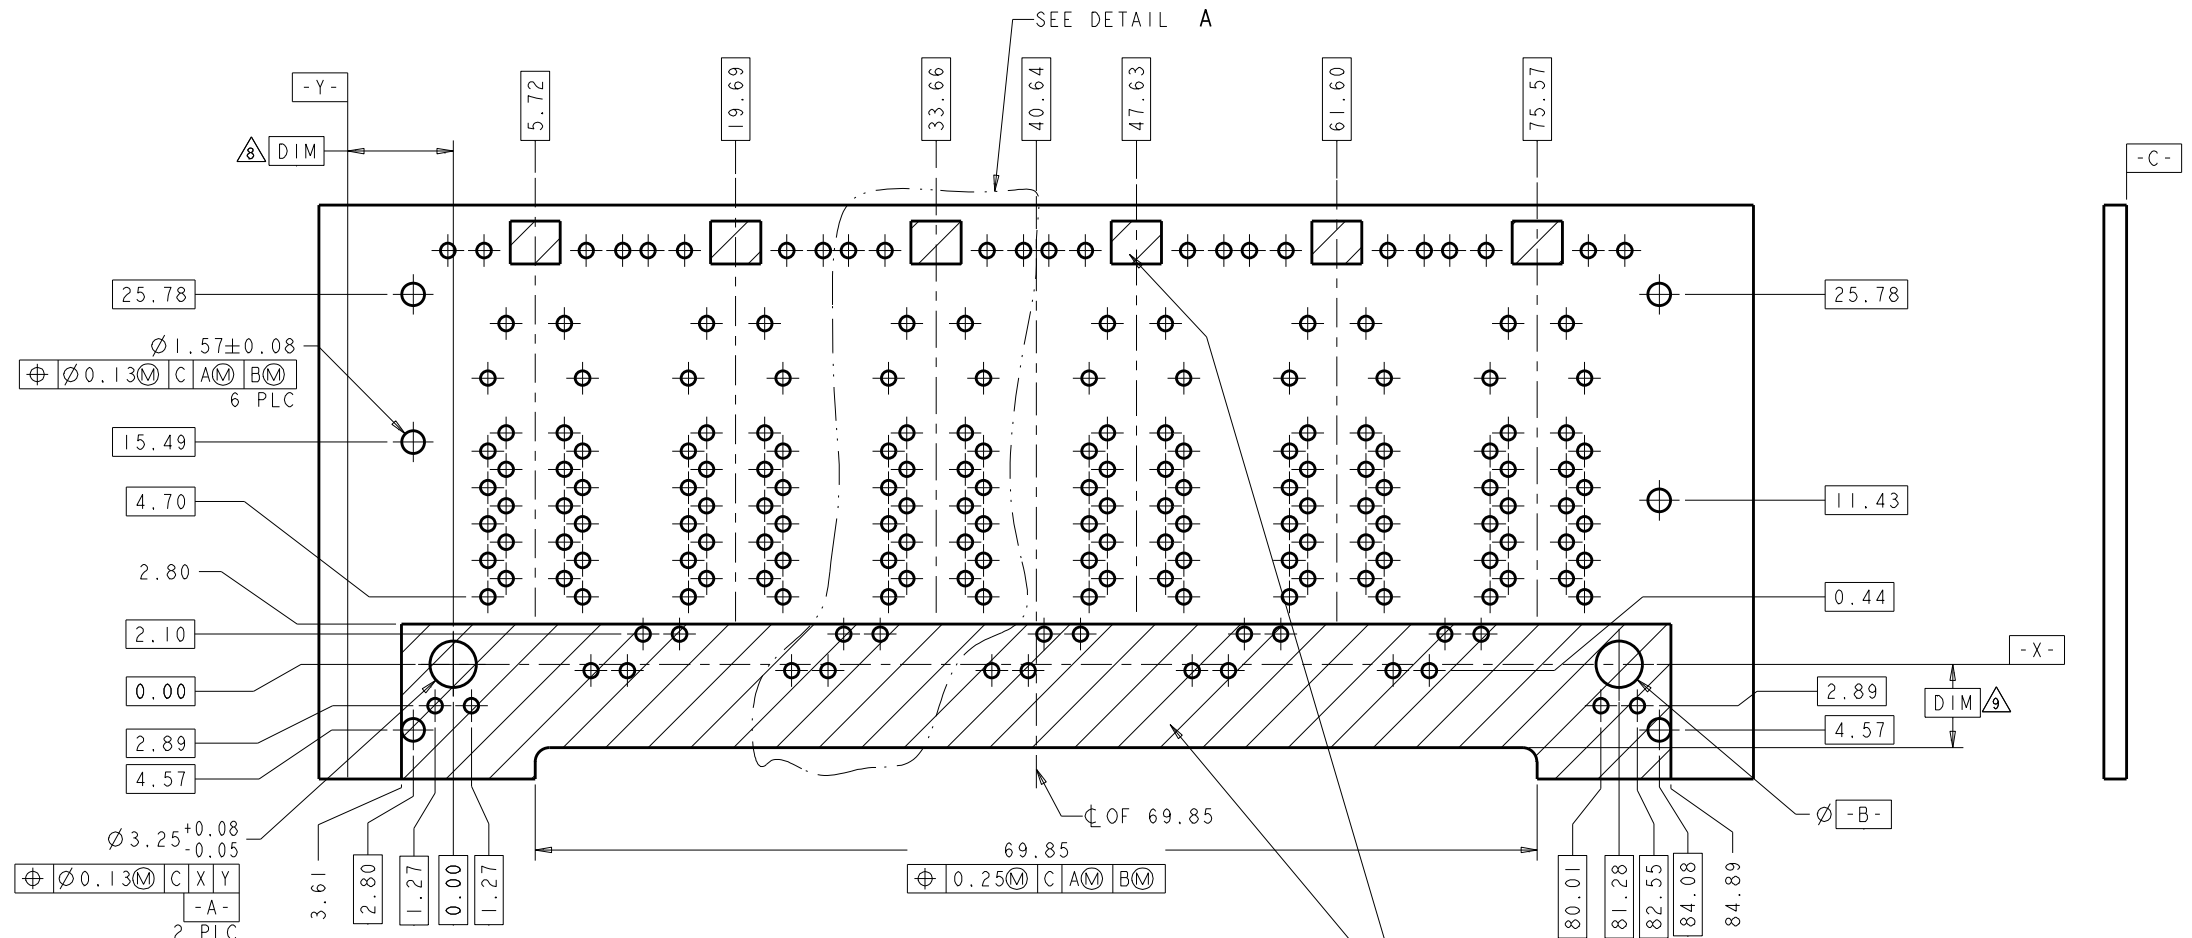 SEE DETAIL A
-Y-
8 DIM
5.72
19.69
33.66
40.64
47.63
61.60
75.57
-C-
25.78
25.78
Ø1.57±0.08
⌖ Ø0.13Ⓜ C AⓂ BⓂ
6 PLC
15.49
4.70
11.43
2.80
0.44
2.10
-X-
0.00
2.89
DIM 9
2.89
4.57
4.57
℄ OF 69.85
Ø -B-
Ø3.25 +0.08 -0.05
⌖ Ø0.13Ⓜ C X Y
-A-
2 PLC
3.61
2.80
1.27
0.00
1.27
69.85
⌖ 0.25Ⓜ C AⓂ BⓂ
80.01
81.28
82.55
84.08
84.89